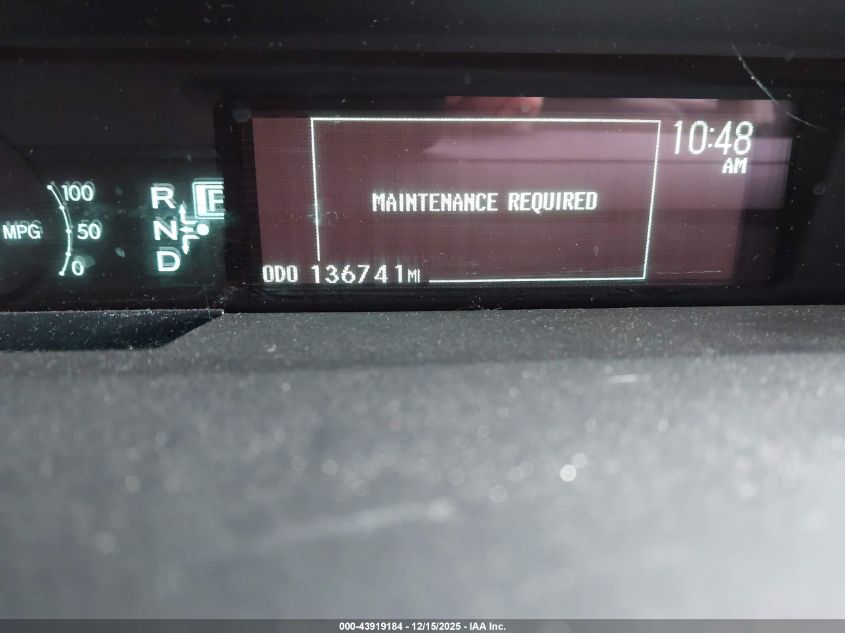 10:48
AM
100
MPG
50
0
R
P
N
D
MAINTENANCE REQUIRED
ODO 136741 MI
000-43919184 - 12/15/2025 - IAA Inc.